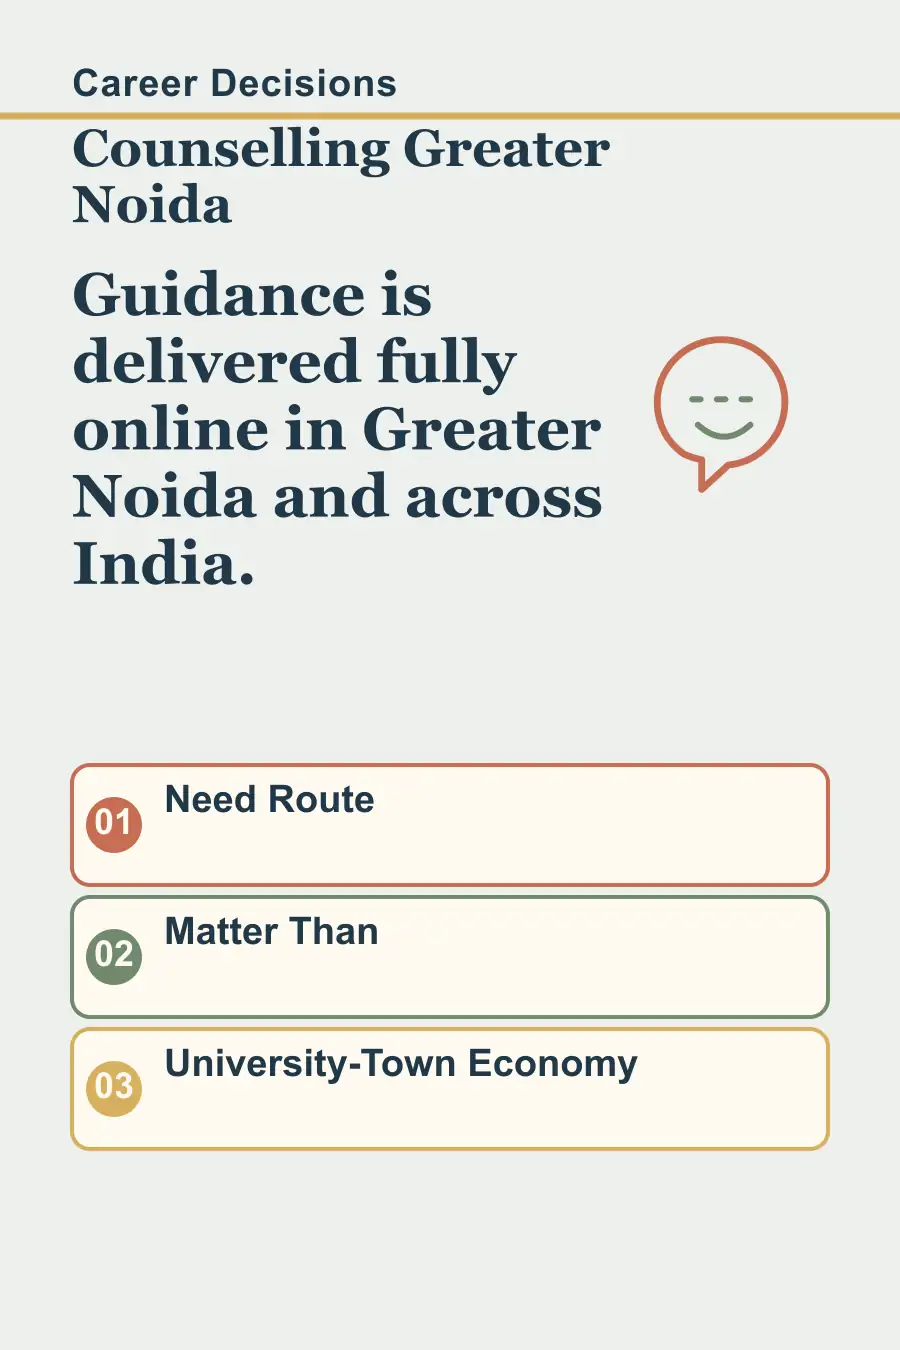 Career Decisions
Counselling Greater
Noida
Guidance is
delivered fully
online in Greater
Noida and across
India.
01
Need Route
02
Matter Than
03
University-Town Economy